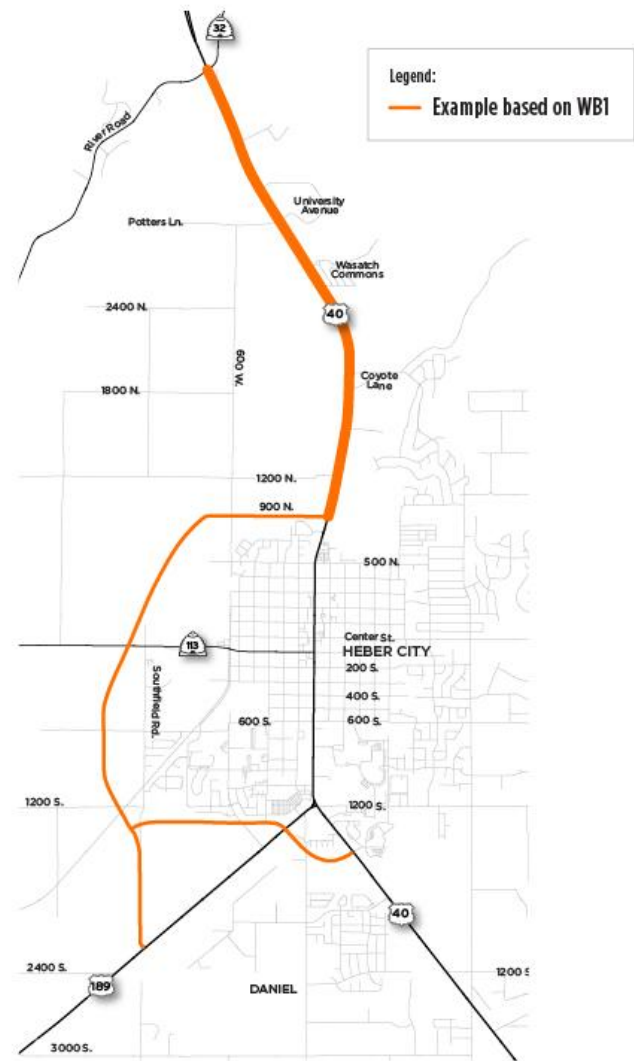 32
Legend:
Example based on WB1
River Road
University
Avenue
Potters Ln.
Wasatch
Commons
2400 N.
40
600 W.
Coyote
Lane
1800 N.
1200 N.
900 N.
500 N.
Center St.
HEBER CITY
113
200 S.
Southfield Rd.
400 S.
600 S.
600 S.
1200 S.
1200 S.
40
2400 S.
1200 S
189
DANIEL
3000 S.